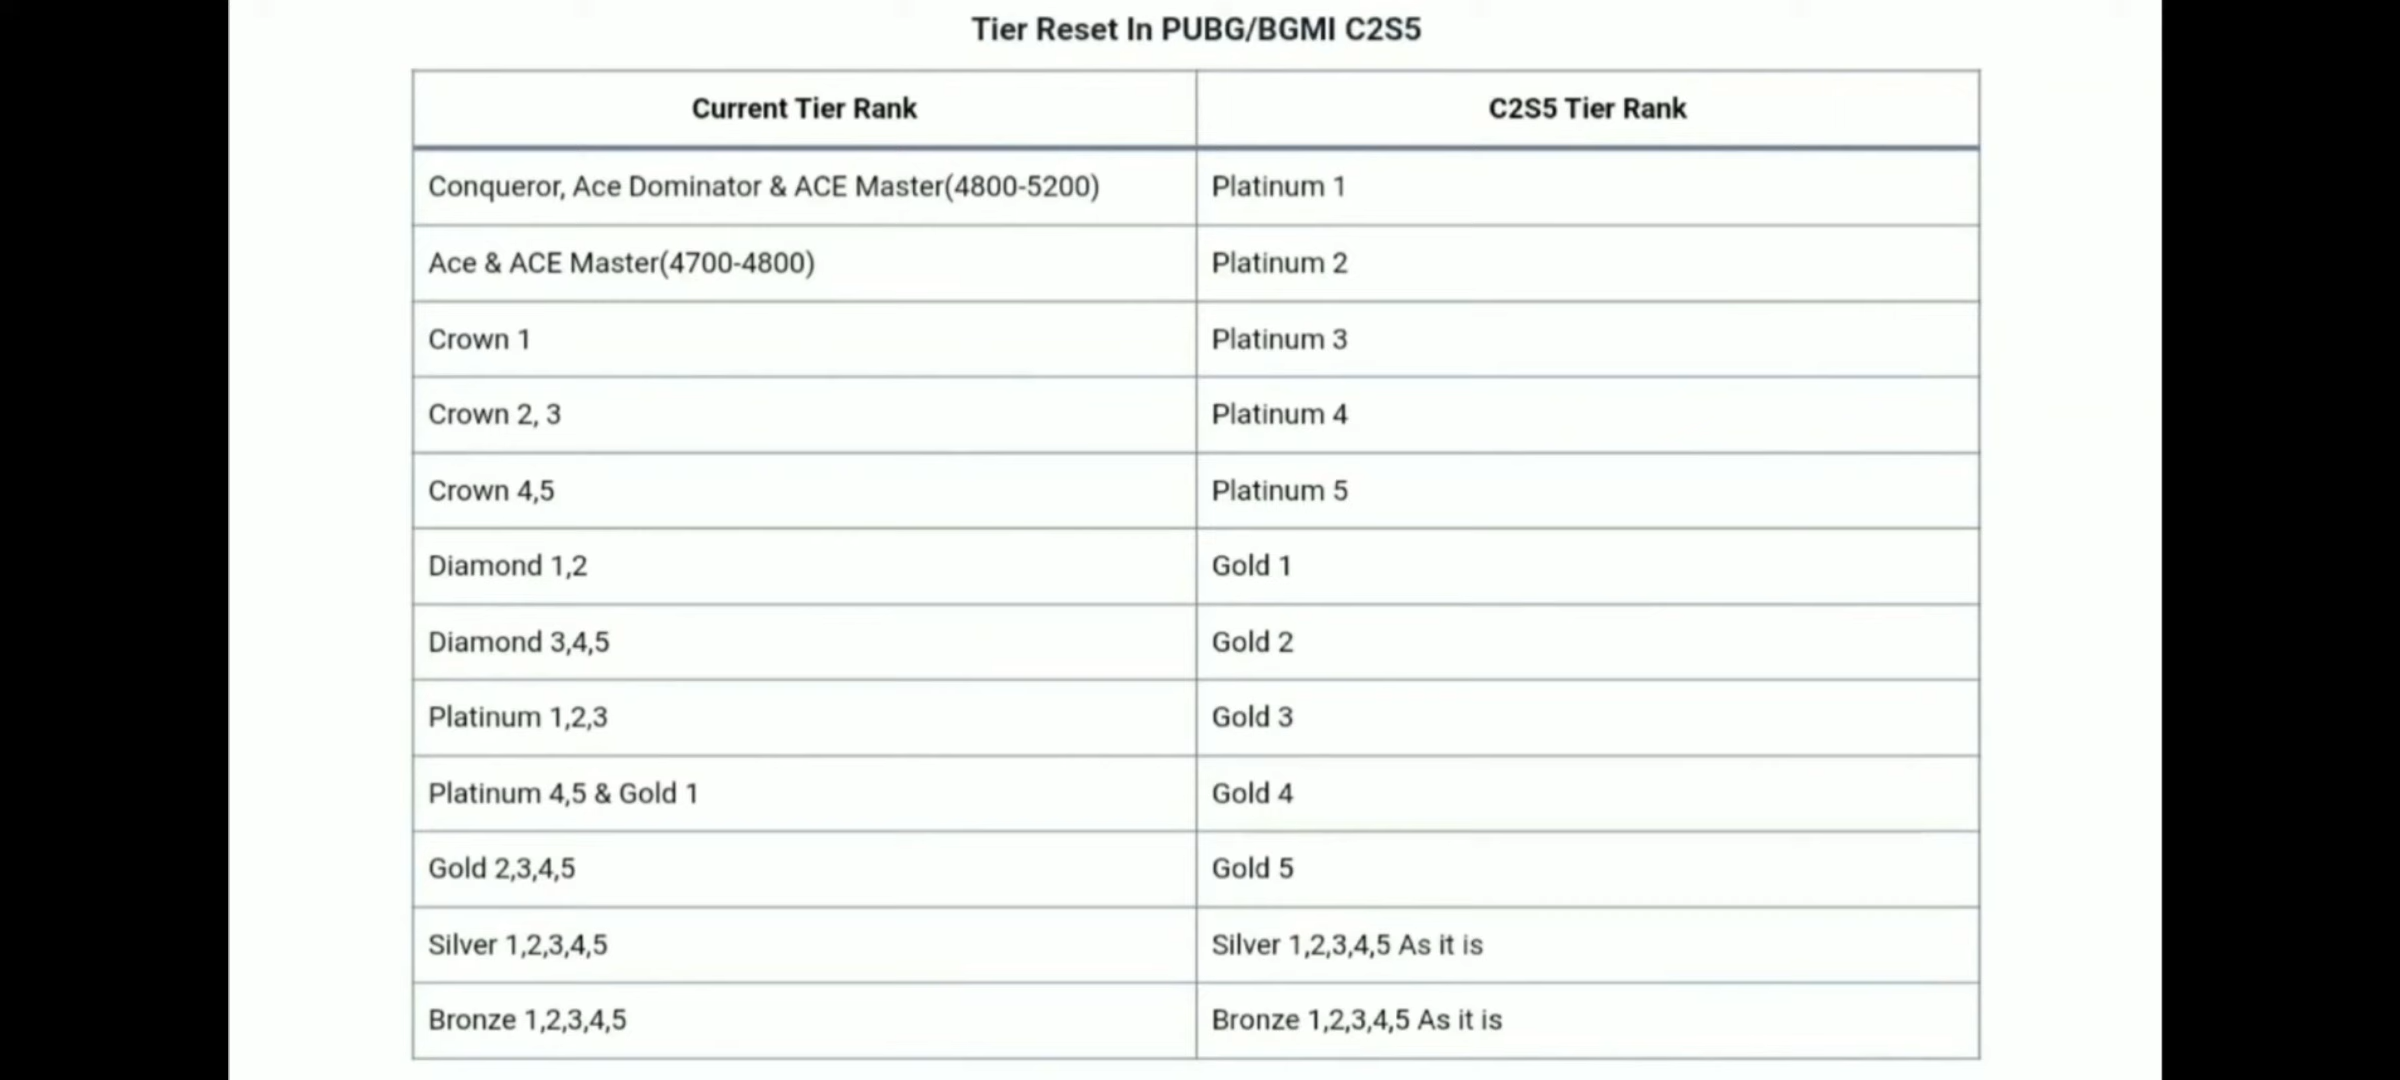 Tier Reset In PUBG/BGMI C2S5
Current Tier Rank C2S5 Tier Rank
Conqueror, Ace Dominator & ACE Master(4800-5200) Platinum 1
Ace & ACE Master(4700-4800) Platinum 2
Crown 1 Platinum 3
Crown 2, 3 Platinum 4
Crown 4,5 Platinum 5
Diamond 1,2 Gold 1
Diamond 3,4,5 Gold 2
Platinum 1,2,3 Gold 3
Platinum 4,5 & Gold 1 Gold 4
Gold 2,3,4,5 Gold 5
Silver 1,2,3,4,5 Silver 1,2,3,4,5 As it is
Bronze 1,2,3,4,5 Bronze 1,2,3,4,5 As it is